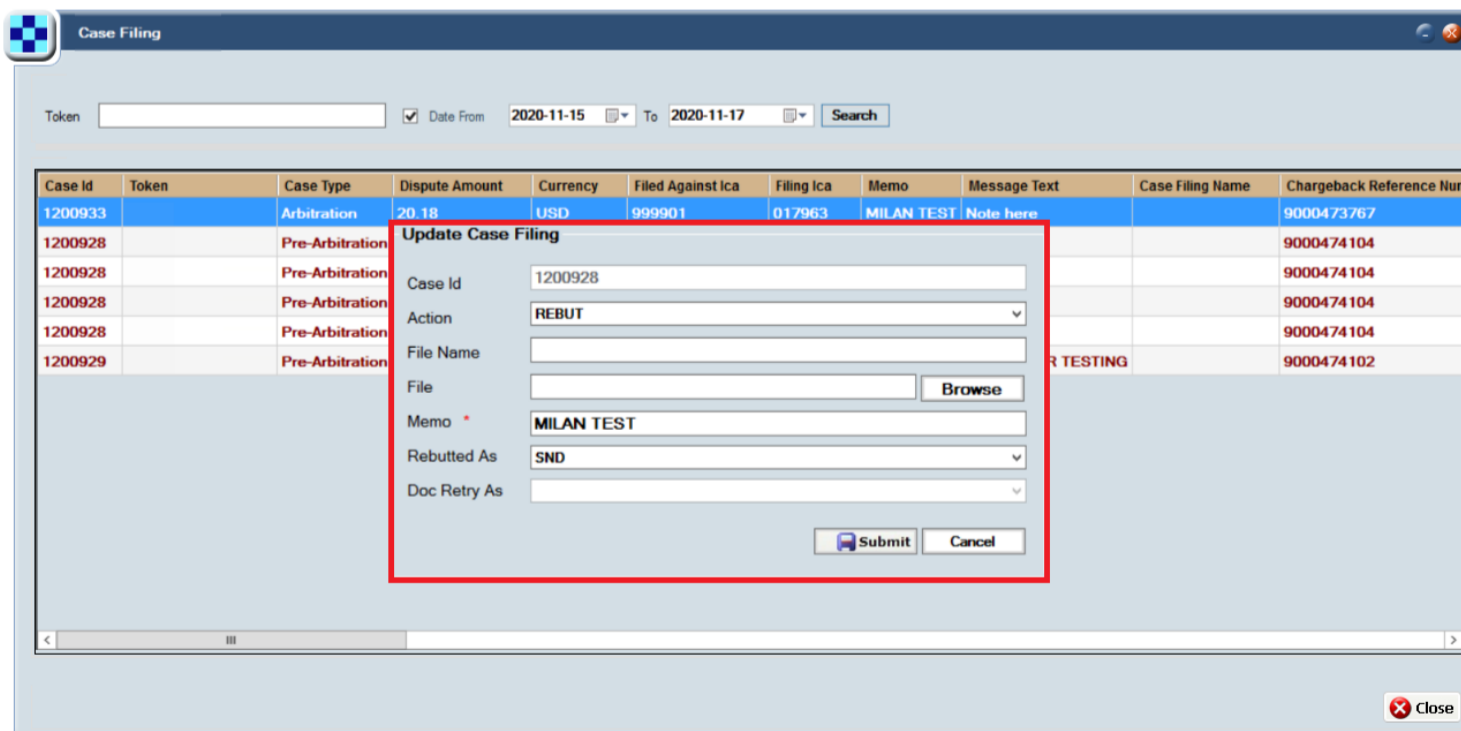 Case Filing
Token Date From 2020-11-15 To 2020-11-17 Search
Case Id Token Case Type Dispute Amount Currency Filed Against Ica Filing Ica Memo Message Text Case Filing Name Chargeback Reference Nur
1200933 Arbitration 20.18 USD 999901 017963 MILAN TEST Note here 9000473767
1200928 Pre-Arbitration 9000474104
1200928 Pre-Arbitration 9000474104
1200928 Pre-Arbitration 9000474104
1200928 Pre-Arbitration 9000474104
1200929 Pre-Arbitration R TESTING 9000474102
Update Case Filing
Case Id 1200928
Action REBUT
File Name
File Browse
Memo * MILAN TEST
Rebutted As SND
Doc Retry As
Submit Cancel
Close